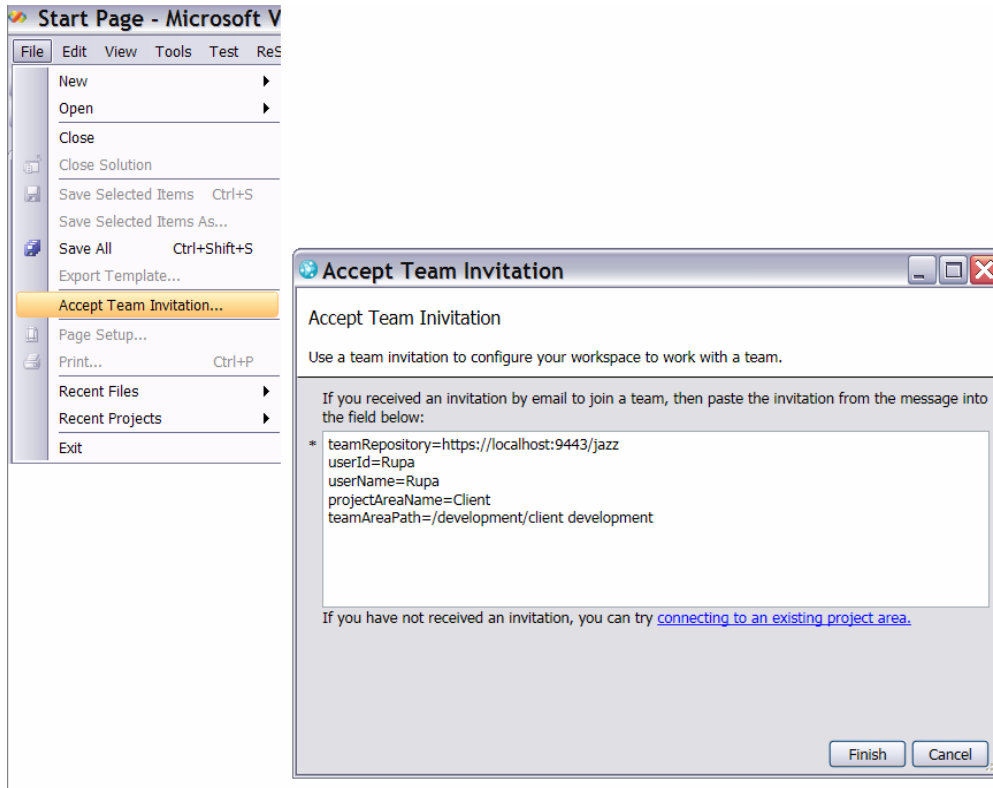 Start Page - Microsoft V
File Edit View Tools Test ReS
New
Open
Close
Close Solution
Save Selected Items Ctrl+S
Save Selected Items As...
Save All Ctrl+Shift+S
Export Template...
Accept Team Invitation...
Page Setup...
Print... Ctrl+P
Recent Files
Recent Projects
Exit
Accept Team Invitation
Accept Team Inivitation
Use a team invitation to configure your workspace to work with a team.
If you received an invitation by email to join a team, then paste the invitation from the message into
the field below:
* teamRepository=https://localhost:9443/jazz
userId=Rupa
userName=Rupa
projectAreaName=Client
teamAreaPath=/development/client development
If you have not received an invitation, you can try connecting to an existing project area.
Finish Cancel